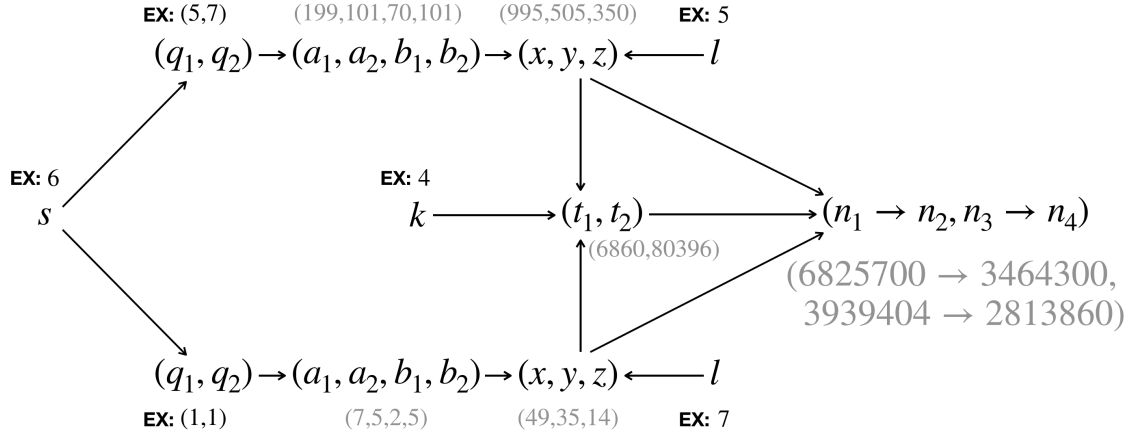 EX: (5,7) (199,101,70,101) (995,505,350) EX: 5
(q₁, q₂) → (a₁, a₂, b₁, b₂) → (x, y, z) ← l
EX: 6 EX: 4
s k → (t₁, t₂) → (n₁ → n₂, n₃ → n₄)
(6860,80396)
(6825700 → 3464300,
3939404 → 2813860)
(q₁, q₂) → (a₁, a₂, b₁, b₂) → (x, y, z) ← l
EX: (1,1) (7,5,2,5) (49,35,14) EX: 7